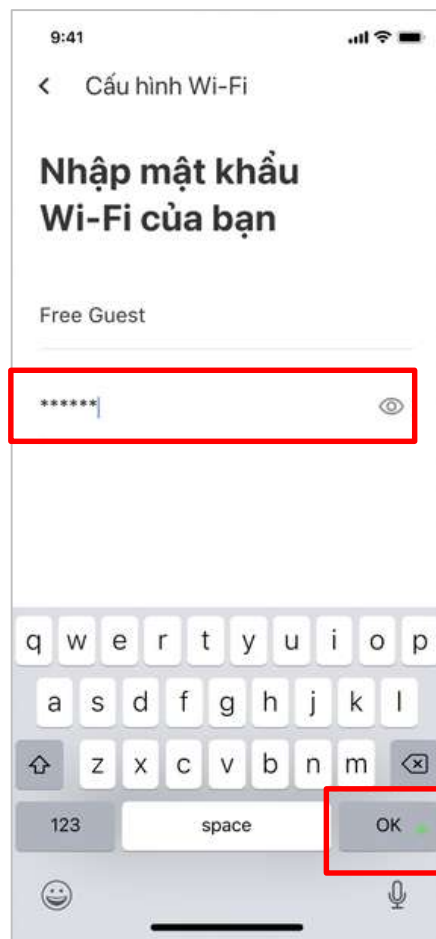 9:41
Cấu hình Wi-Fi
Nhập mật khẩu
Wi-Fi của bạn
Free Guest
******
q w e r t y u i o p
a s d f g h j k l
z x c v b n m
123 space OK